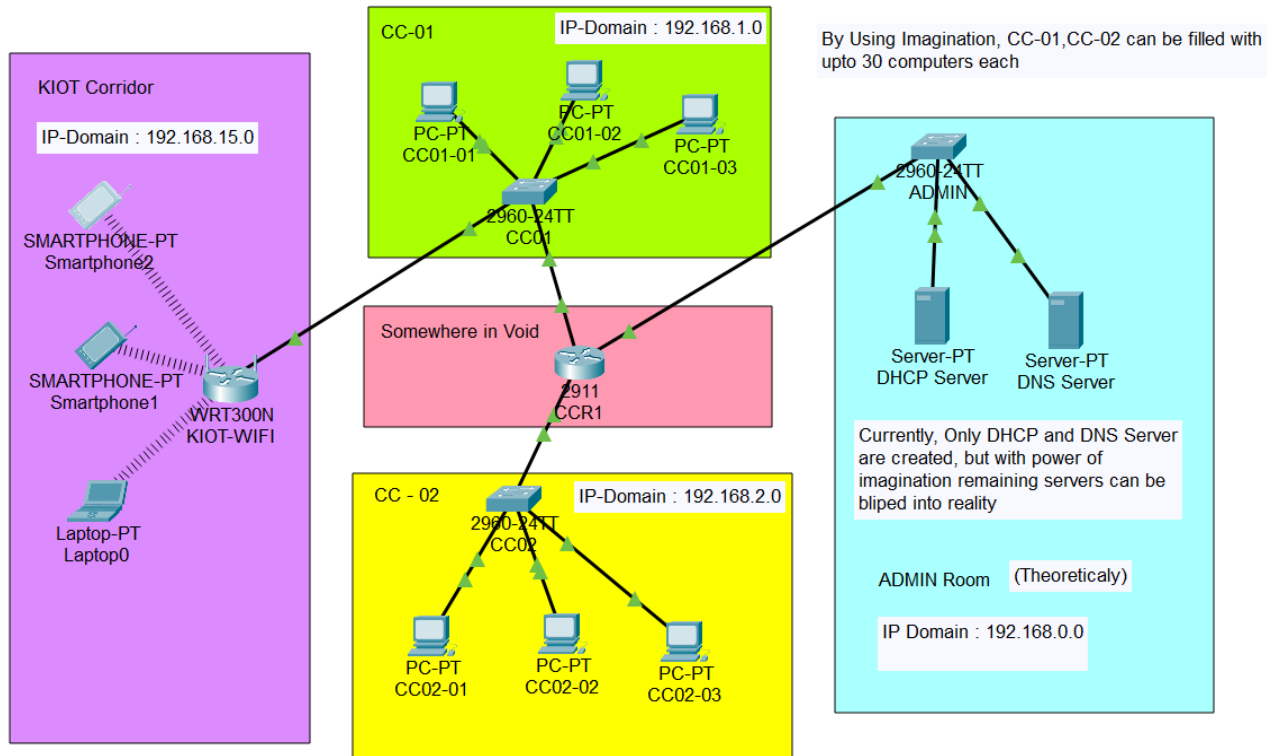 KIOT Corridor
IP-Domain : 192.168.15.0
SMARTPHONE-PT
Smartphone2
SMARTPHONE-PT
Smartphone1
WRT300N
KIOT-WIFI
Laptop-PT
Laptop0
CC-01
IP-Domain : 192.168.1.0
PC-PT
CC01-01
PC-PT
CC01-02
PC-PT
CC01-03
2960-24TT
CC01
Somewhere in Void
2911
CCR1
CC - 02
IP-Domain : 192.168.2.0
2960-24TT
CC02
PC-PT
CC02-01
PC-PT
CC02-02
PC-PT
CC02-03
By Using Imagination, CC-01,CC-02 can be filled with
upto 30 computers each
2960-24TT
ADMIN
Server-PT
DHCP Server
Server-PT
DNS Server
Currently, Only DHCP and DNS Server
are created, but with power of
imagination remaining servers can be
bliped into reality
ADMIN Room
(Theoreticaly)
IP Domain : 192.168.0.0